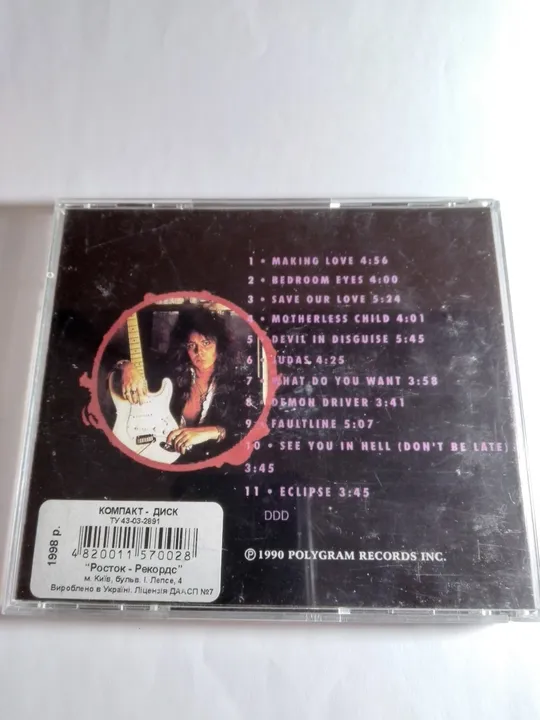 1 • MAKING LOVE 4:56
2 • BEDROOM EYES 4:00
3 • SAVE OUR LOVE 5:24
4 • MOTHERLESS CHILD 4:01
5 • DEVIL IN DISGUISE 5:45
6 • JUDAS 4:25
7 • WHAT DO YOU WANT 3:58
8 • DEMON DRIVER 3:41
9 • FAULTLINE 5:07
10 • SEE YOU IN HELL (DON'T BE LATE)
3:45
11 • ECLIPSE 3:45
DDD
℗ 1990 POLYGRAM RECORDS INC.
1998 р.
КОМПАКТ - ДИСК
ТУ 43-03-2891
4820011570028
"Росток - Рекордс"
м. Київ, бульв. І. Лепсе, 4
Вироблено в Україні. Ліцензія ДААСП №7